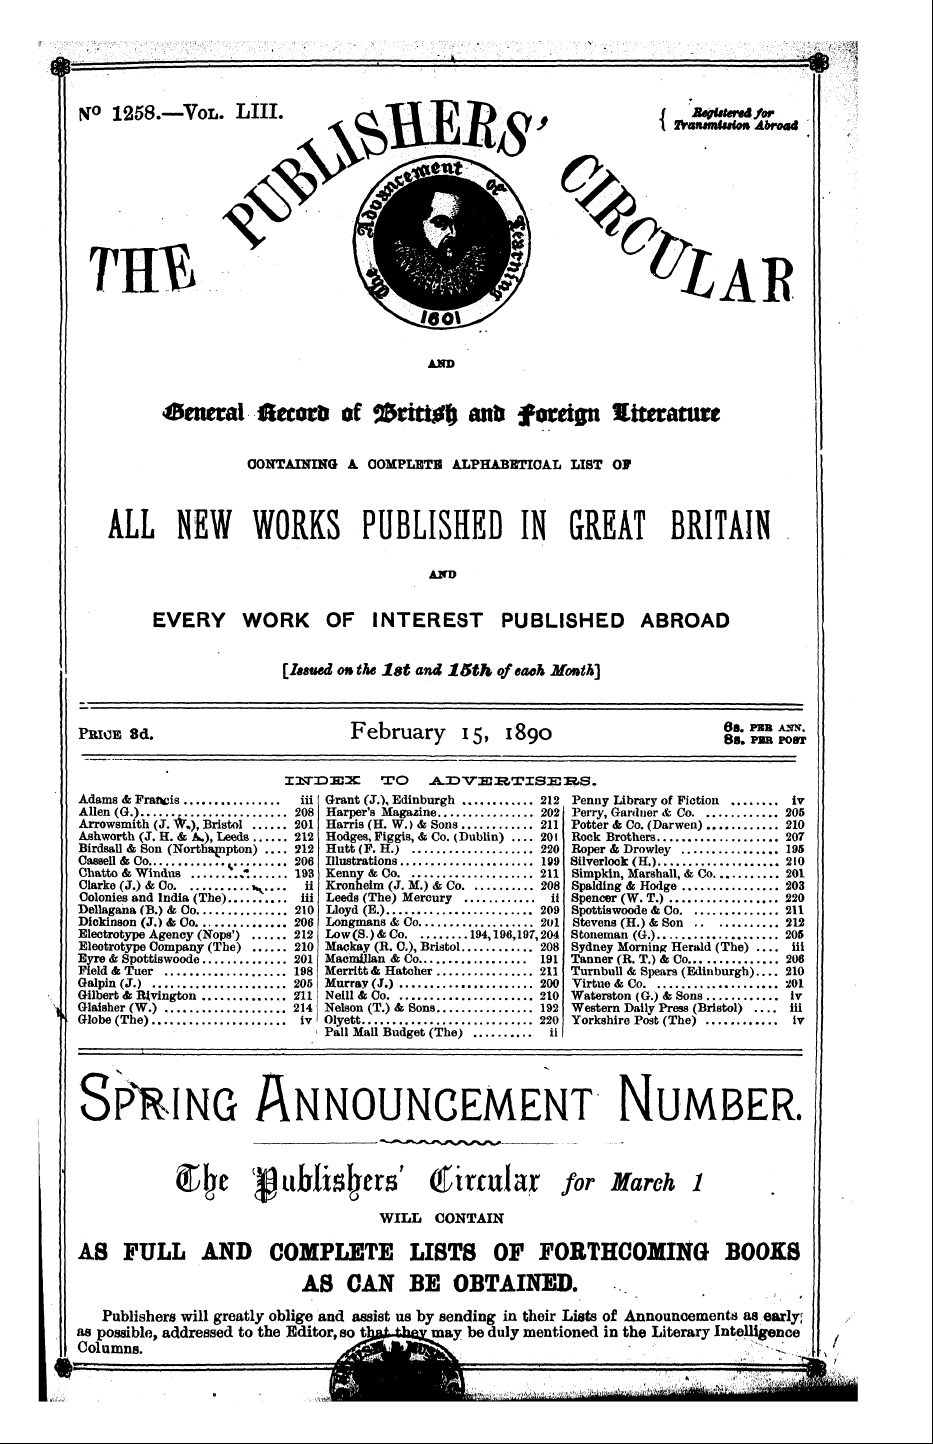 No 1258.—VOL. LIII.
{ Registered for
Transmission Abroad
THE PUBLISHERS' CIRCULAR
The Advancement of Learning
1601
AND
General Record of British and Foreign Literature
CONTAINING A COMPLETE ALPHABETICAL LIST OF
ALL NEW WORKS PUBLISHED IN GREAT BRITAIN
AND
EVERY WORK OF INTEREST PUBLISHED ABROAD
[Issued on the 1st and 15th of each Month]
PRICE 3d.
February 15, 1890
6s. PER ANN.
8s. PER POST
INDEX TO ADVERTISERS.
Adams & Francis ................ iii
Allen (G.)........................ 208
Arrowsmith (J. W.), Bristol ...... 201
Ashworth (J. H. & A.), Leeds ..... 212
Birdsall & Son (Northampton) .... 212
Cassell & Co...................... 206
Chatto & Windus ................ 193
Clarke (J.) & Co. ................ ii
Colonies and India (The).......... iii
Dellagana (B.) & Co............... 210
Dickinson (J.) & Co............... 206
Electrotype Agency (Nops') ...... 212
Electrotype Company (The) ...... 210
Eyre & Spottiswoode.............. 201
Field & Tuer .................... 198
Galpin (J.) ...................... 205
Gilbert & Rivington .............. 211
Glaisher (W.) .................... 214
Globe (The)...................... iv
Grant (J.), Edinburgh ............ 212
Harper's Magazine................ 202
Harris (H. W.) & Sons ............ 211
Hodges, Figgis, & Co. (Dublin) .... 201
Hutt (F. H.) .................... 220
Illustrations...................... 199
Kenny & Co. .................... 211
Kronheim (J. M.) & Co. .......... 208
Leeds (The) Mercury ............ ii
Lloyd (E.)........................ 209
Longmans & Co................... 201
Low (S.) & Co. ........194, 196, 197, 204
Mackay (R. C.), Bristol............ 208
Macmillan & Co................... 191
Merritt & Hatcher ................ 211
Murray (J.) ...................... 200
Neill & Co. ...................... 210
Nelson (T.) & Sons................ 192
Olyett............................ 220
Pall Mall Budget (The) .......... ii
Penny Library of Fiction ........ iv
Perry, Gardner & Co. ............ 205
Potter & Co. (Darwen) ............ 210
Rock Brothers.................... 207
Roper & Drowley ................ 195
Silverlock (H.).................... 210
Simpkin, Marshall, & Co........... 201
Spalding & Hodge ................ 203
Spencer (W. T.) .................. 220
Spottiswoode & Co. .............. 211
Stevens (H.) & Son .............. 212
Stoneman (G.).................... 205
Sydney Morning Herald (The) .... iii
Tanner (R. T.) & Co............... 206
Turnbull & Spears (Edinburgh).... 210
Virtue & Co. .................... 201
Waterston (G.) & Sons............ iv
Western Daily Press (Bristol) .... iii
Yorkshire Post (The) ............ iv
SPRING ANNOUNCEMENT NUMBER.
The Publishers' Circular for March 1
WILL CONTAIN
AS FULL AND COMPLETE LISTS OF FORTHCOMING BOOKS
AS CAN BE OBTAINED.
Publishers will greatly oblige and assist us by sending in their Lists of Announcements as early
as possible, addressed to the Editor, so that they may be duly mentioned in the Literary Intelligence
Columns.